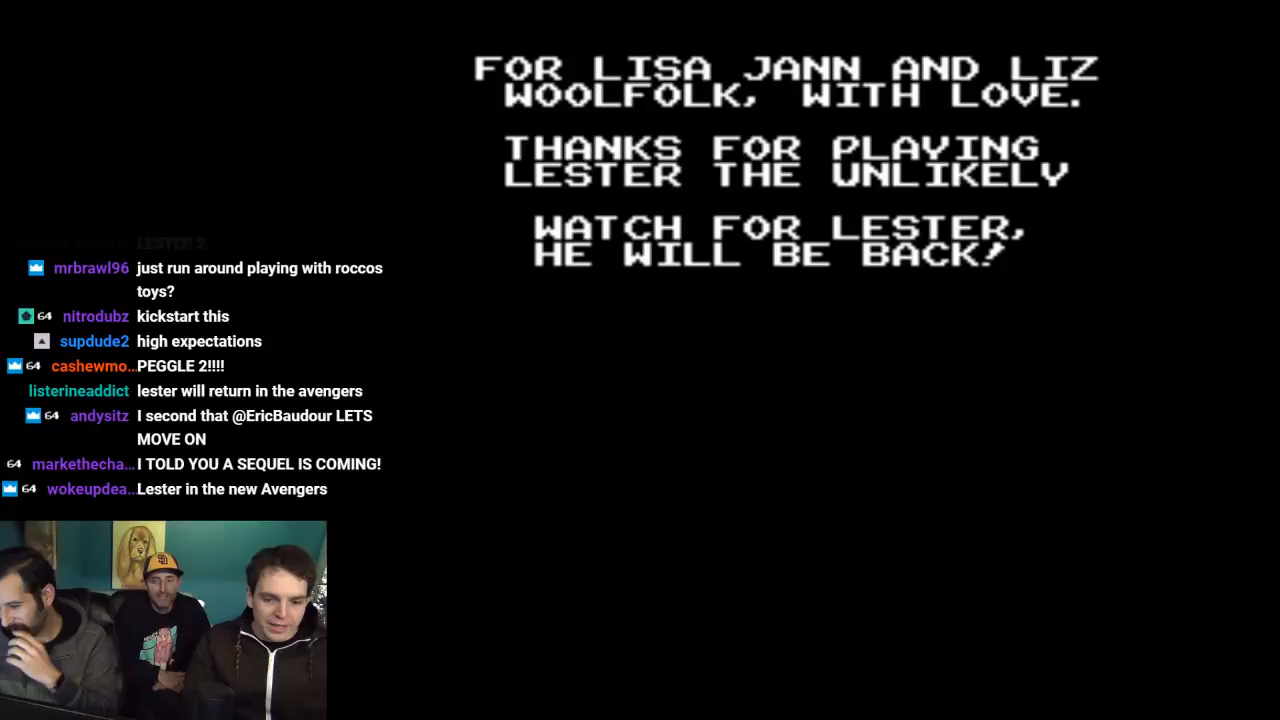 FOR LISA JANN AND LIZ
WOOLFOLK, WITH LOVE.
THANKS FOR PLAYING
LESTER THE UNLIKELY
WATCH FOR LESTER,
HE WILL BE BACK!
LESTER 2
mrbrawl96 just run around playing with roccos
toys?
64 nitrodubz kickstart this
supdude2 high expectations
64 cashewmo... PEGGLE 2!!!!
listerineaddict lester will return in the avengers
64 andysitz I second that @EricBaudour LETS
MOVE ON
64 markethecha... I TOLD YOU A SEQUEL IS COMING!
64 wokeupdea... Lester in the new Avengers
SD